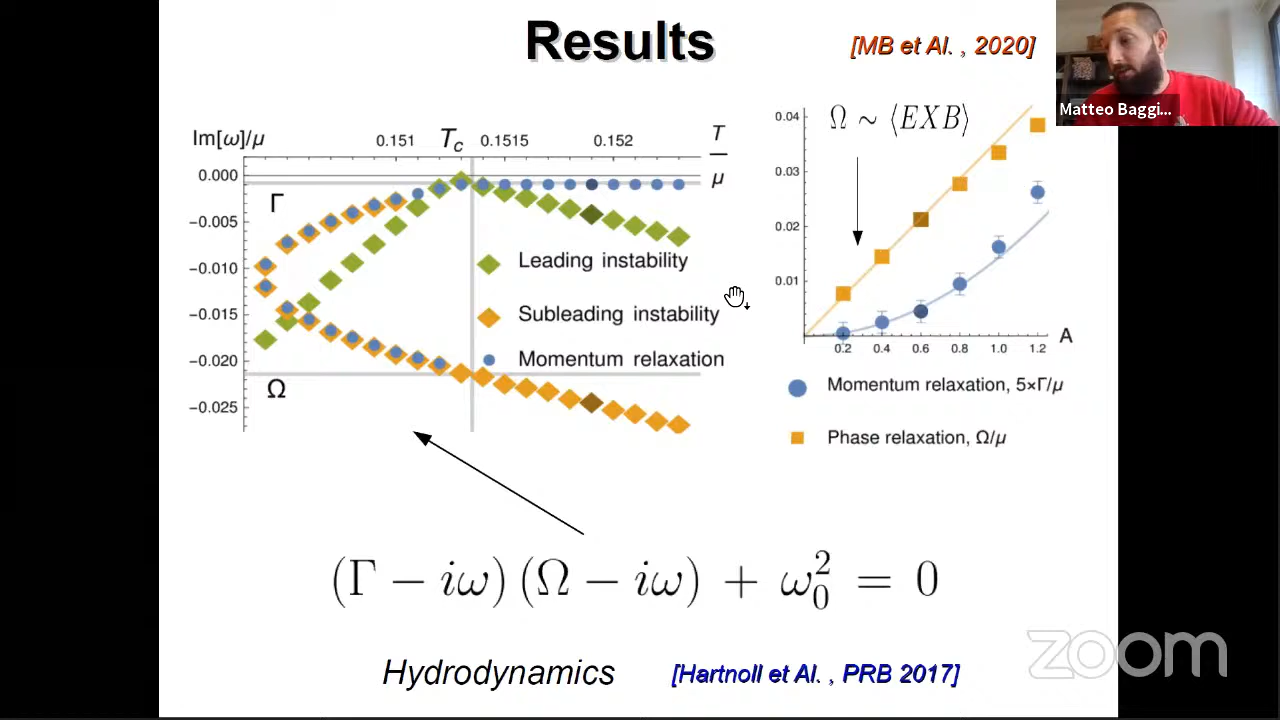 Results
[MB et Al. , 2020]
Matteo Baggi...
Im[ω]/μ
0.151
Tc
0.1515
0.152
T
μ
0.000
−0.005
−0.010
−0.015
−0.020
−0.025
Γ
Ω
Leading instability
Subleading instability
Momentum relaxation
Ω ∼ ⟨EXB⟩
0.04
0.03
0.02
0.01
0.2 0.4 0.6 0.8 1.0 1.2
A
Momentum relaxation, 5×Γ/μ
Phase relaxation, Ω/μ
(Γ − iω)(Ω − iω) + ω₀² = 0
Hydrodynamics
[Hartnoll et Al. , PRB 2017]
zoom